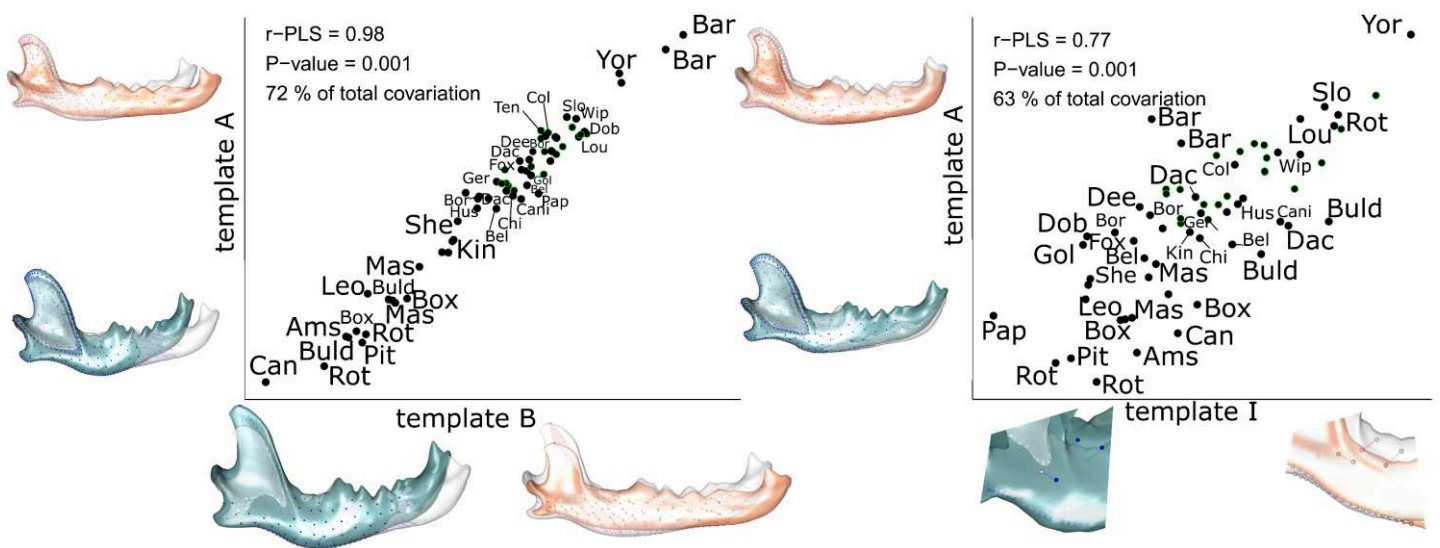 r−PLS = 0.98
P−value = 0.001
72 % of total covariation
template A
Bar
Bar
Yor
Ten
Col
Slo
Wip
Dob
Lou
Dee
Bor
Dac
Fox
Gol
Bel
Ger
Bor
Dac
Cani
Pap
Hus
Chi
Bel
She
Kin
Mas
Leo
Buld
Box
Mas
Box
Ams
Rot
Buld
Pit
Can
Rot
template B
r−PLS = 0.77
P−value = 0.001
63 % of total covariation
template A
Yor
Slo
Bar
Rot
Lou
Bar
Wip
Col
Dac
Dee
Bor
Hus
Cani
Buld
Dob
Bor
Ger
Dac
Gol
Fox
Kin
Chi
Bel
Bel
Buld
She
Mas
Leo
Mas
Box
Pap
Box
Can
Pit
Ams
Rot
Rot
template I